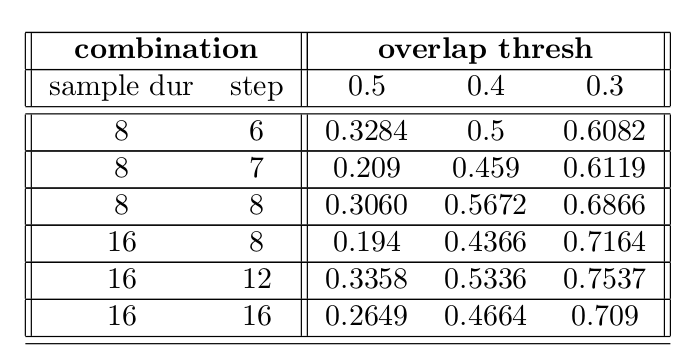 combination overlap thresh
sample dur step 0.5 0.4 0.3
8 6 0.3284 0.5 0.6082
8 7 0.209 0.459 0.6119
8 8 0.3060 0.5672 0.6866
16 8 0.194 0.4366 0.7164
16 12 0.3358 0.5336 0.7537
16 16 0.2649 0.4664 0.709